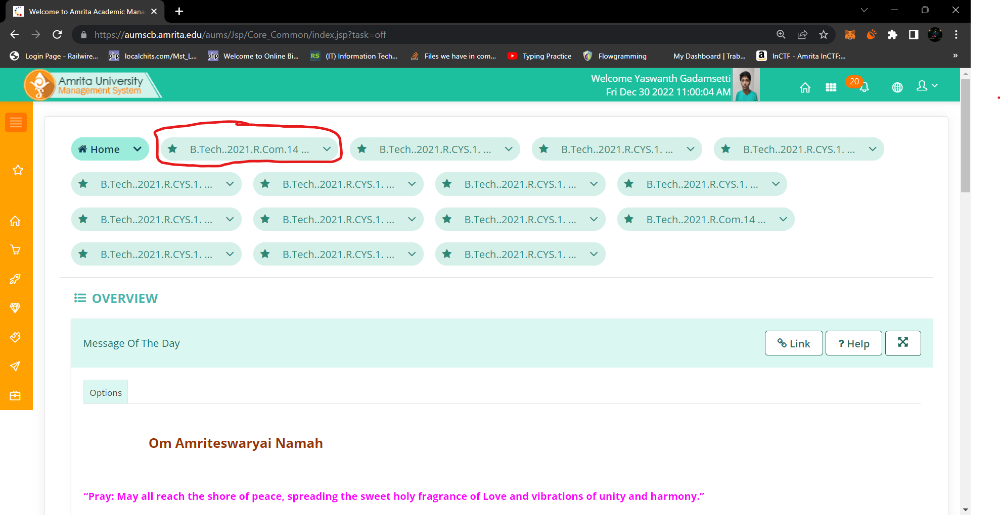 Welcome to Amrita Academic Mana
https://aumscb.amrita.edu/aums/Jsp/Core_Common/index.jsp?task=off
Login Page - Railwire... php localchits.com/Mst_L... php Welcome to Online Bi... RS (IT) Information Tech... Files we have in com... Typing Practice Flowgramming My Dashboard | Trab... a InCTF - Amrita InCTF:... »
Amrita University
Management System
Welcome Yaswanth Gadamsetti
Fri Dec 30 2022 11:00:04 AM
20
Home B.Tech..2021.R.Com.14 ... B.Tech..2021.R.CYS.1. ... B.Tech..2021.R.CYS.1. ... B.Tech..2021.R.CYS.1. ...
B.Tech..2021.R.CYS.1. ... B.Tech..2021.R.CYS.1. ... B.Tech..2021.R.CYS.1. ... B.Tech..2021.R.CYS.1. ...
B.Tech..2021.R.CYS.1. ... B.Tech..2021.R.CYS.1. ... B.Tech..2021.R.CYS.1. ... B.Tech..2021.R.Com.14 ...
B.Tech..2021.R.CYS.1. ... B.Tech..2021.R.CYS.1. ... B.Tech..2021.R.CYS.1. ...
OVERVIEW
Message Of The Day Link ? Help
Options
Om Amriteswaryai Namah
“Pray: May all reach the shore of peace, spreading the sweet holy fragrance of Love and vibrations of unity and harmony.”